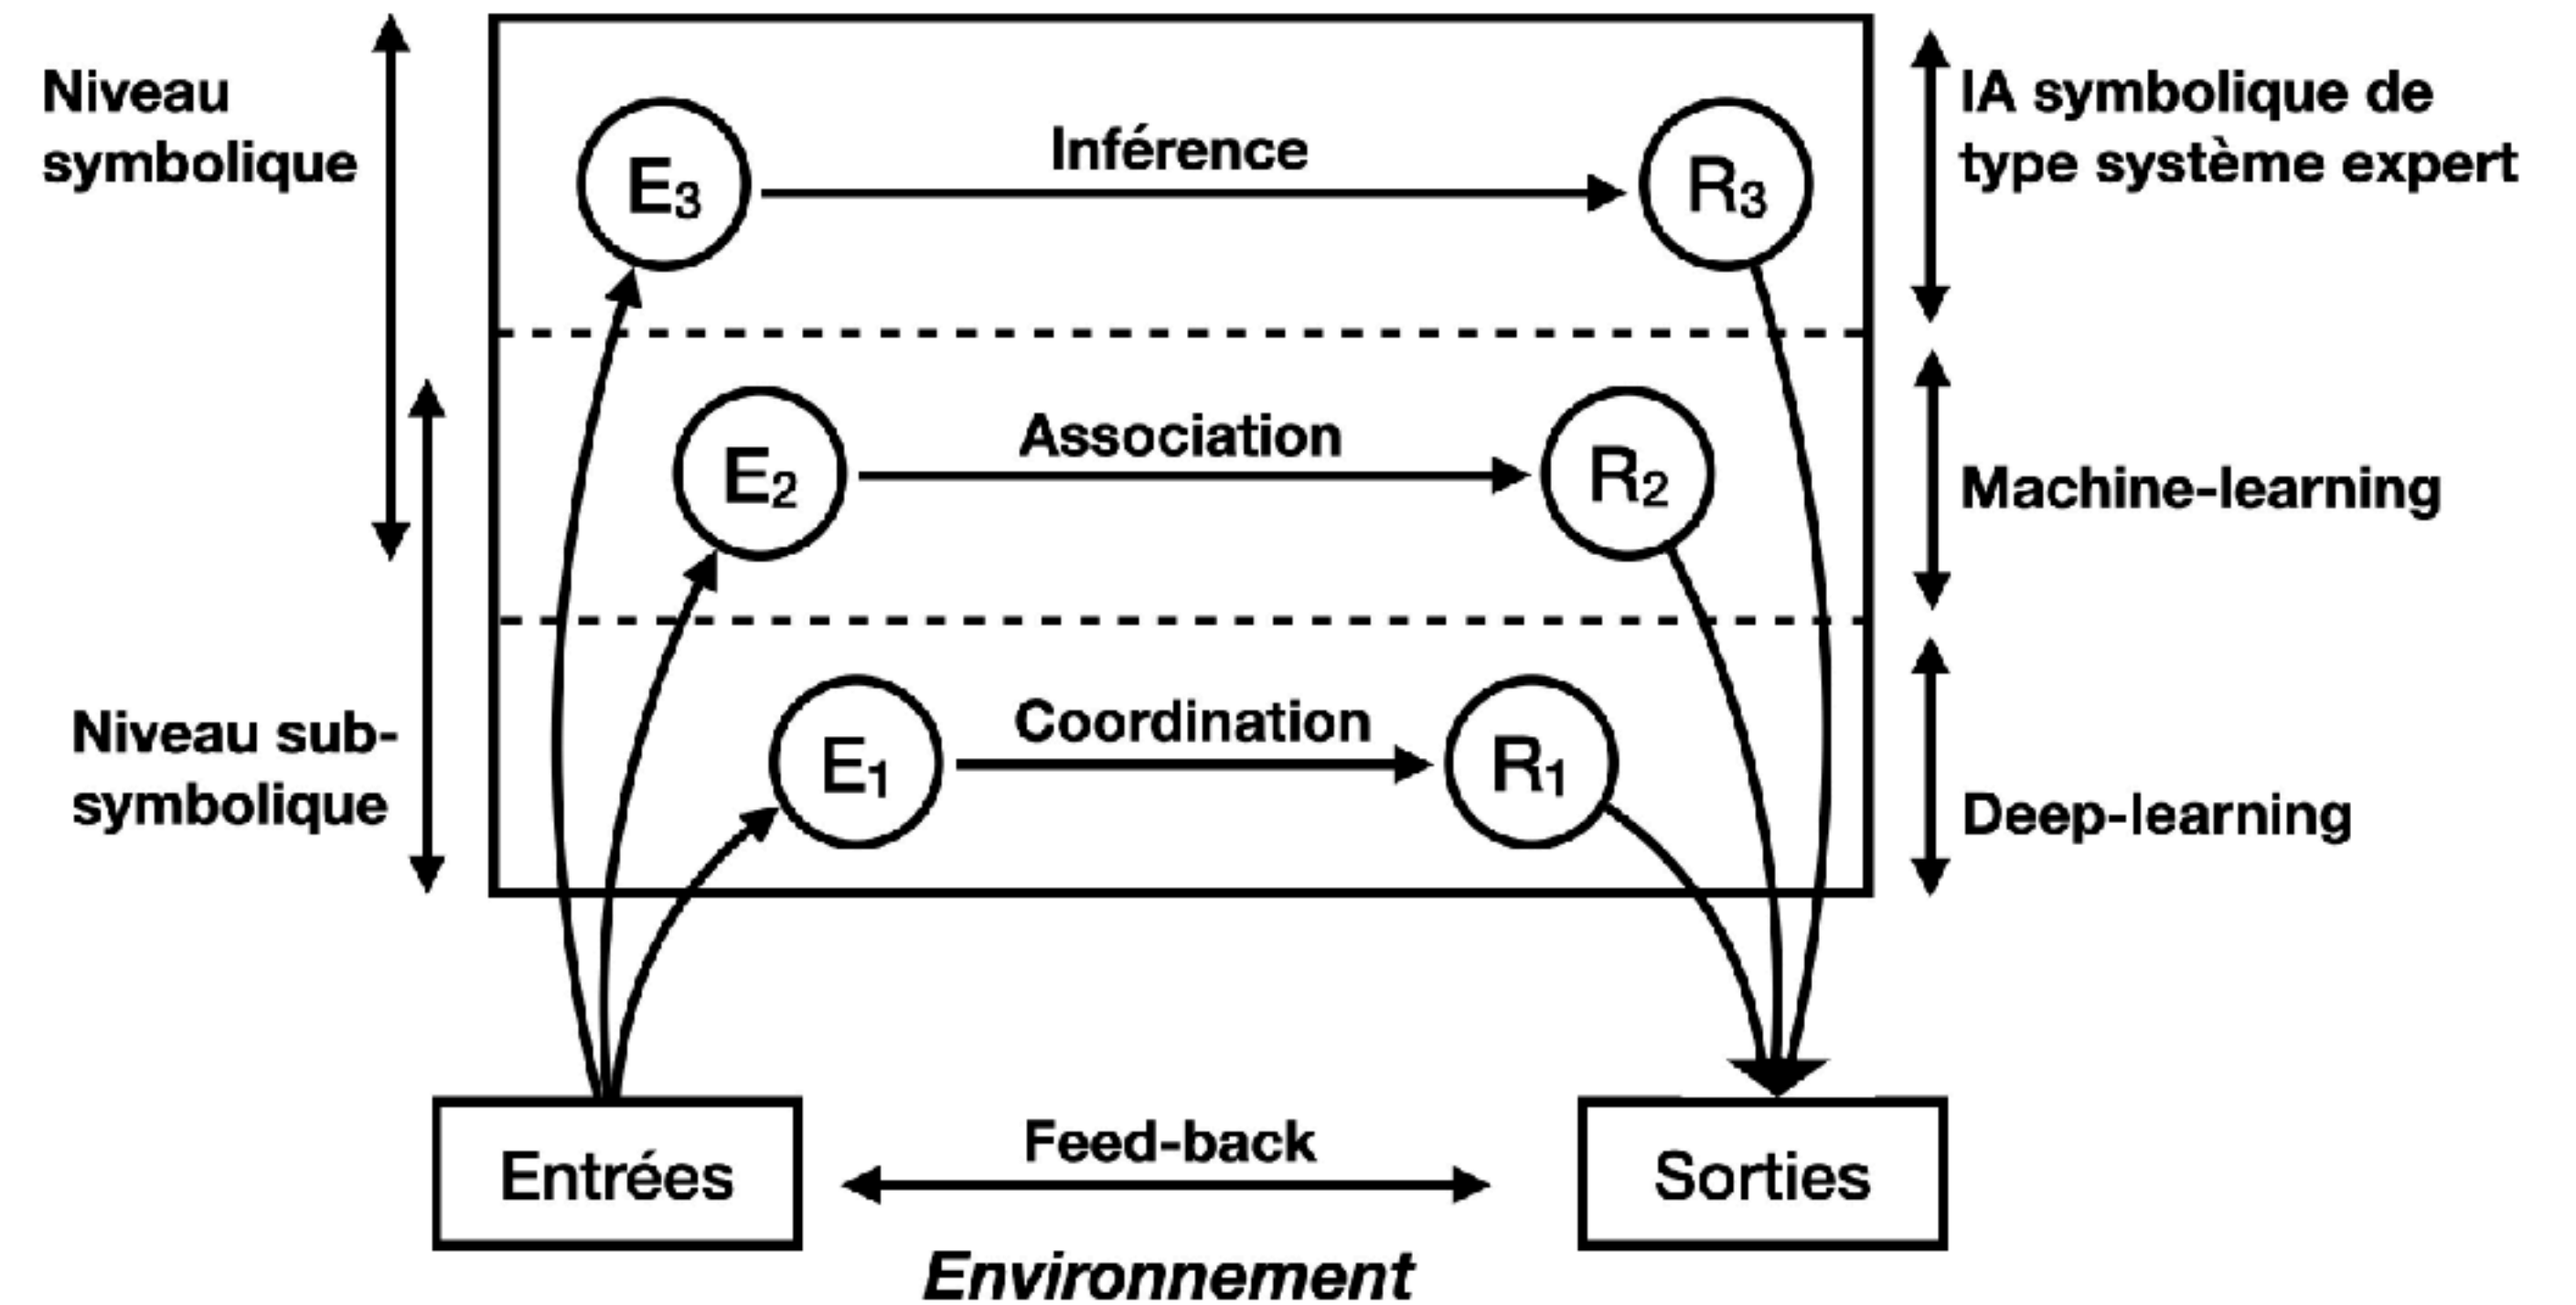 Niveau
symbolique
E3
Inférence
R3
IA symbolique de
type système expert
E2
Association
R2
Machine-learning
Niveau sub-
symbolique
E1
Coordination
R1
Deep-learning
Entrées
Feed-back
Sorties
Environnement